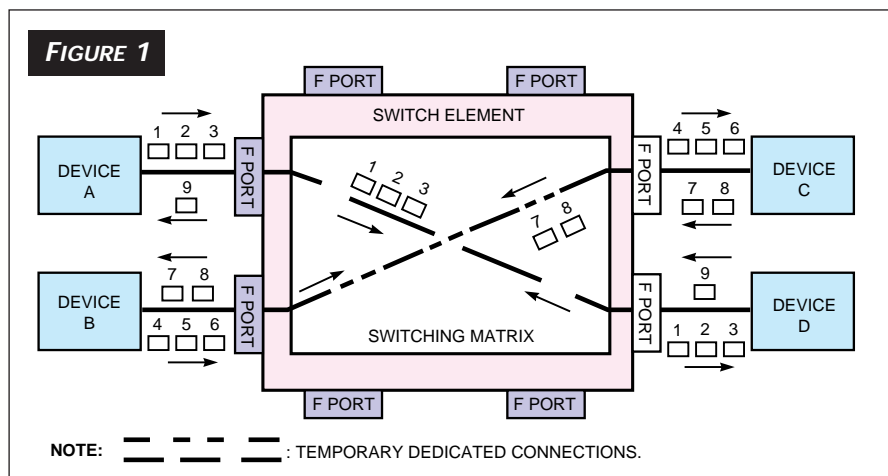 FIGURE 1
F PORT F PORT
SWITCH ELEMENT
1 2 3
4 5 6
DEVICE A
F PORT
1 2 3
F PORT
DEVICE C
9
7 8
7 8
7 8
9
DEVICE B
F PORT
F PORT
DEVICE D
4 5 6
SWITCHING MATRIX
1 2 3
F PORT F PORT
NOTE: : TEMPORARY DEDICATED CONNECTIONS.